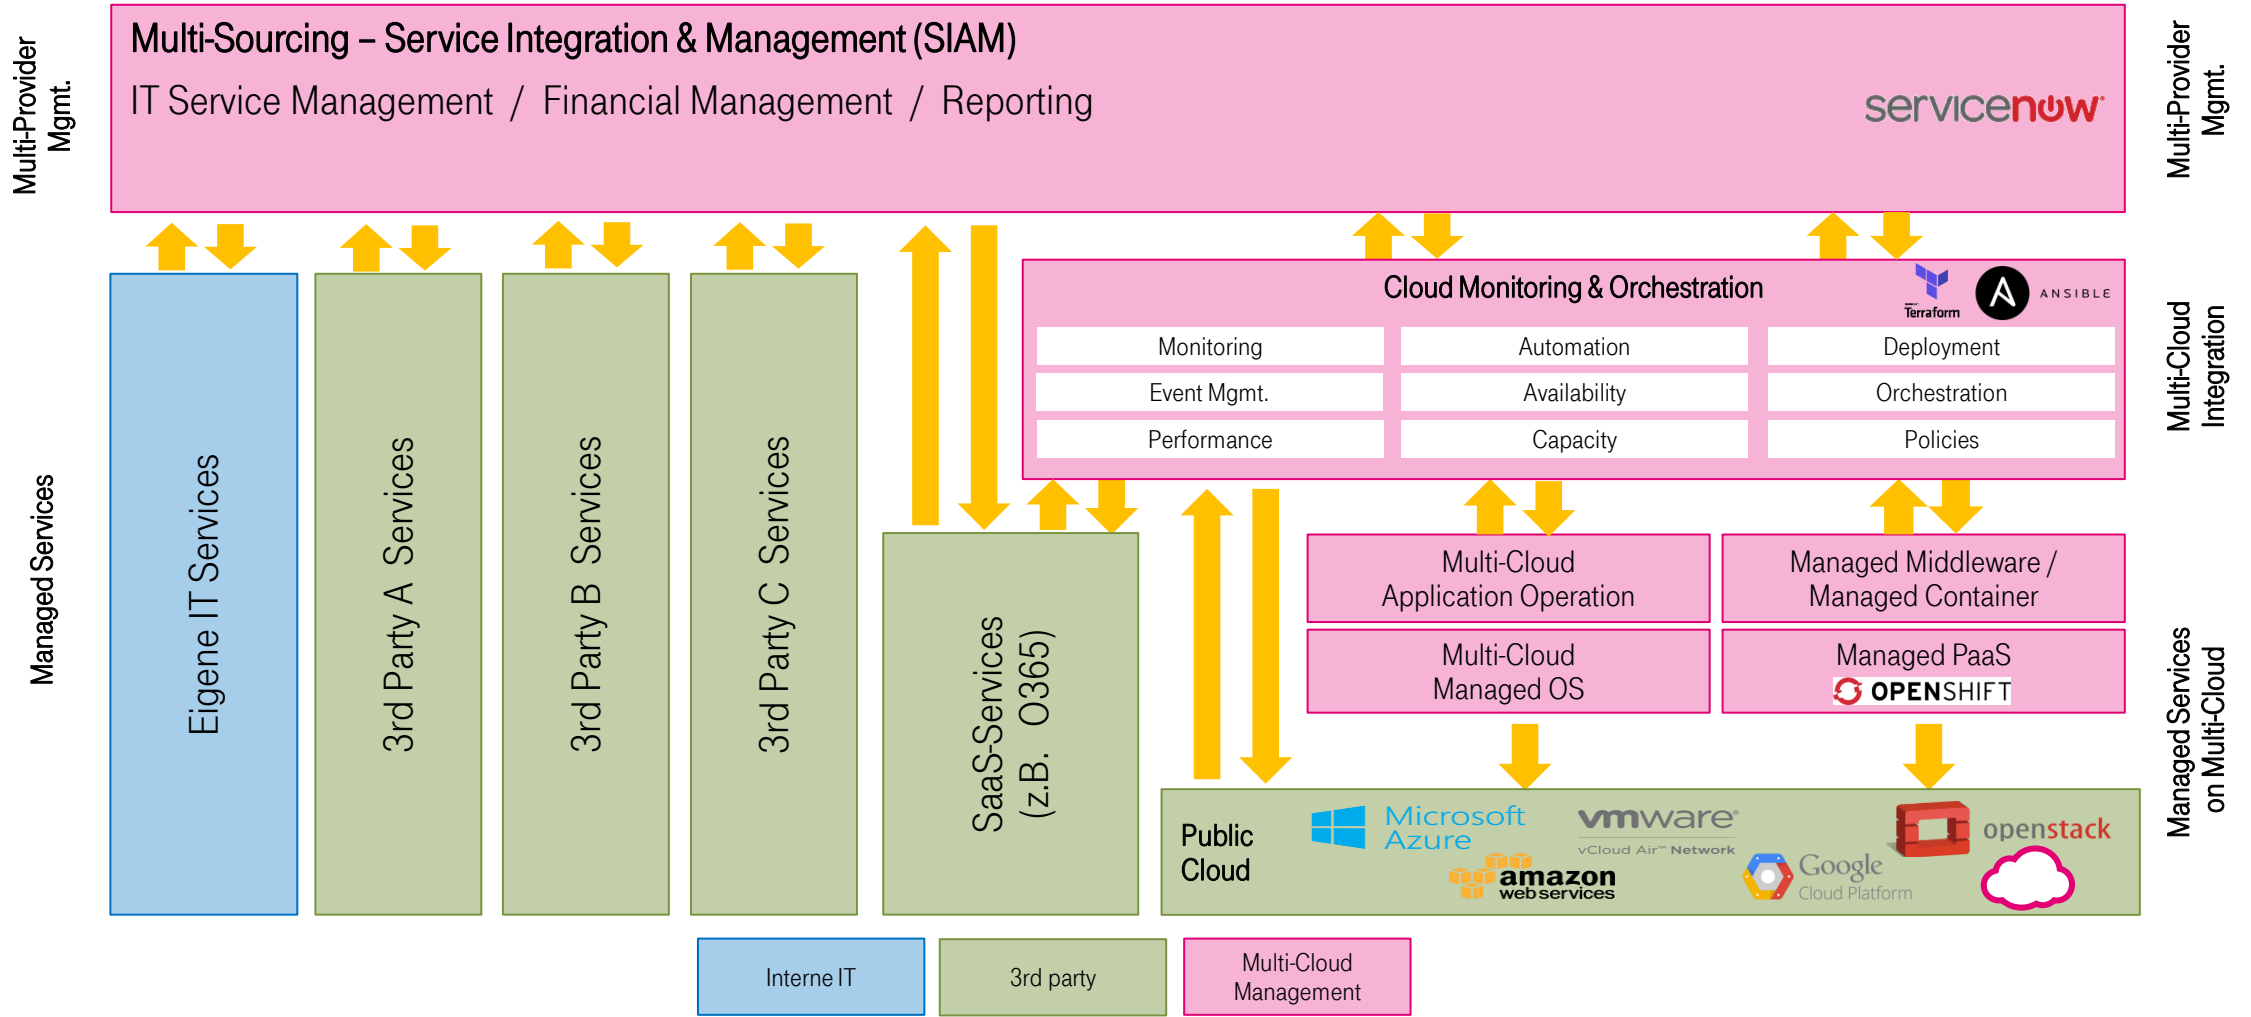 Multi-Provider
Mgmt.
Multi-Sourcing – Service Integration & Management (SIAM)
IT Service Management / Financial Management / Reporting
servicenow
Multi-Provider
Mgmt.
Managed Services
Eigene IT Services
3rd Party A Services
3rd Party B Services
3rd Party C Services
SaaS-Services
(z.B. O365)
Cloud Monitoring & Orchestration
Terraform
A
ANSIBLE
Monitoring
Automation
Deployment
Event Mgmt.
Availability
Orchestration
Performance
Capacity
Policies
Multi-Cloud
Integration
Multi-Cloud
Application Operation
Managed Middleware /
Managed Container
Multi-Cloud
Managed OS
Managed PaaS
OPENSHIFT
Managed Services
on Multi-Cloud
Public
Cloud
Microsoft
Azure
vmware®
vCloud Air™ Network
openstack
amazon
web services
Google
Cloud Platform
Interne IT
3rd party
Multi-Cloud
Management